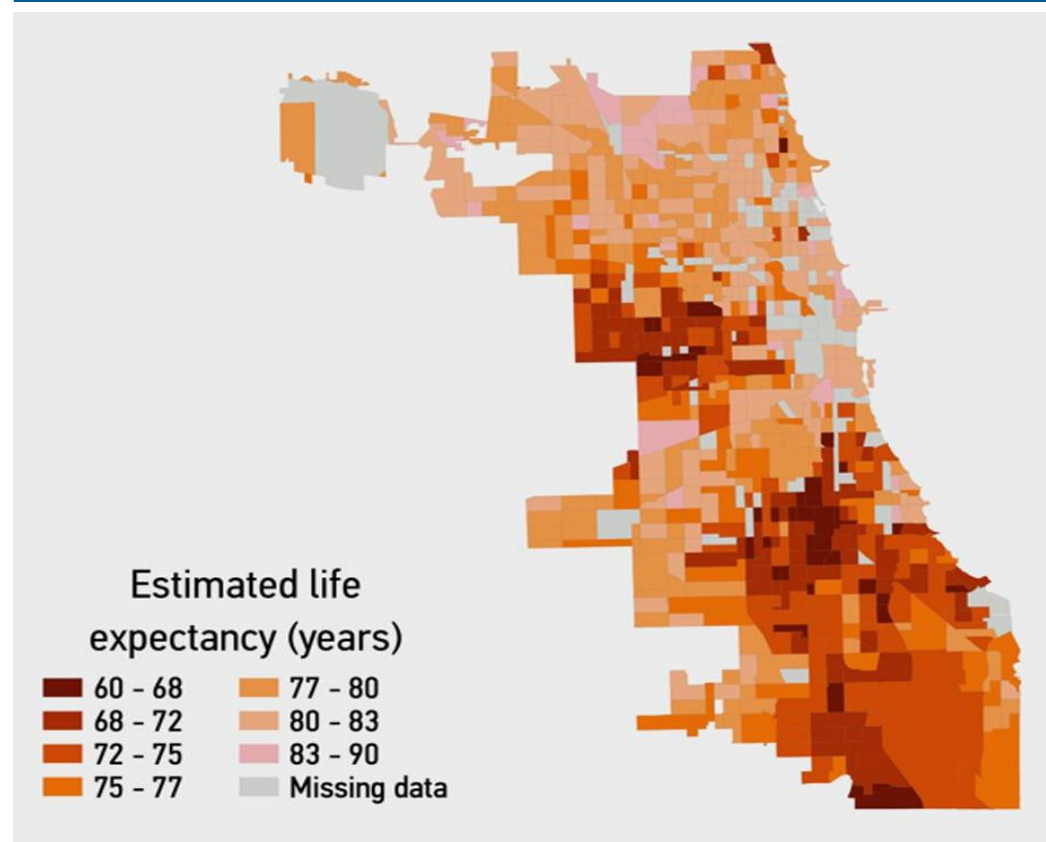 Estimated life
expectancy (years)
60 - 68
68 - 72
72 - 75
75 - 77
77 - 80
80 - 83
83 - 90
Missing data